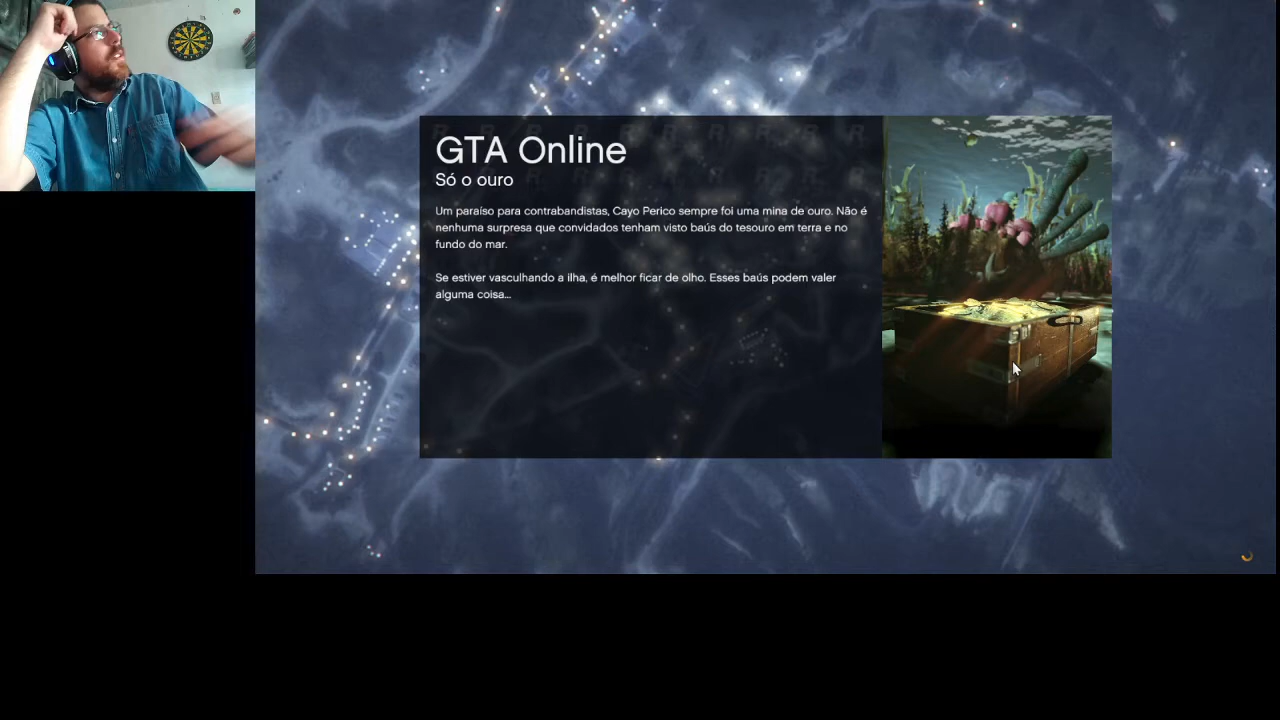 GTA Online
Só o ouro
Um paraíso para contrabandistas, Cayo Perico sempre foi uma mina de ouro. Não é
nenhuma surpresa que convidados tenham visto baús do tesouro em terra e no
fundo do mar.
Se estiver vasculhando a ilha, é melhor ficar de olho. Esses baús podem valer
alguma coisa...